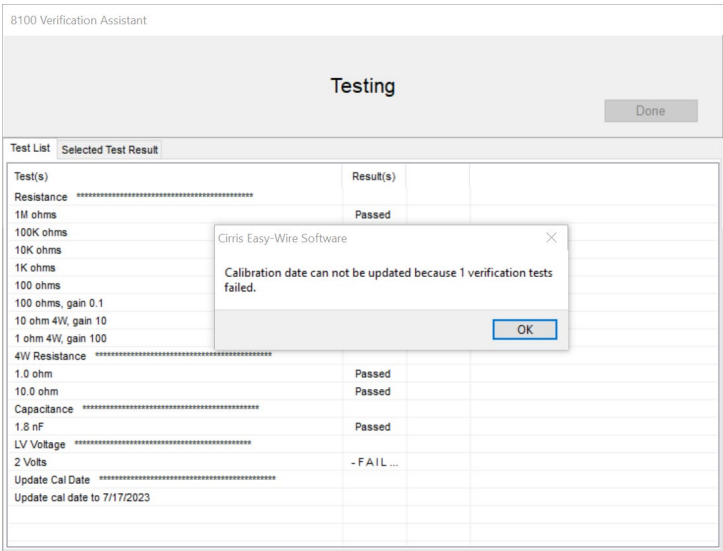 8100 Verification Assistant
Testing
Done
Test List Selected Test Result
Test(s) Result(s)
Resistance *********************************************
1M ohms Passed
100K ohms
10K ohms
1K ohms
100 ohms
100 ohms, gain 0.1
10 ohm 4W, gain 10
1 ohm 4W, gain 100
Cirris Easy-Wire Software
Calibration date can not be updated because 1 verification tests
failed.
OK
4W Resistance *********************************************
1.0 ohm Passed
10.0 ohm Passed
Capacitance *********************************************
1.8 nF Passed
LV Voltage *********************************************
2 Volts - F A I L ...
Update Cal Date *********************************************
Update cal date to 7/17/2023